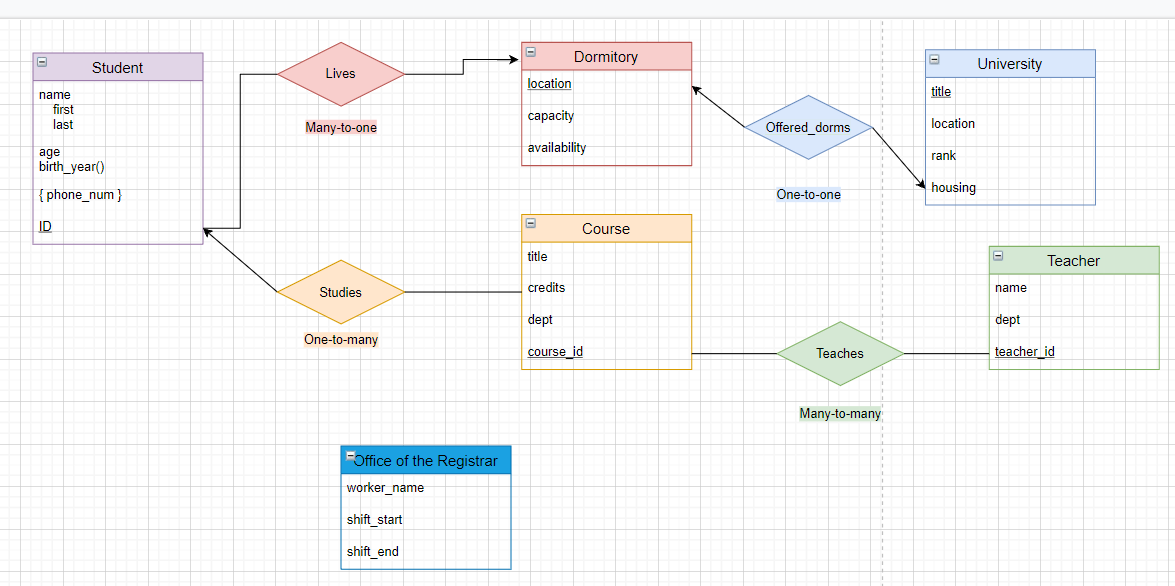 Student
name
first
last
age
birth_year()
{ phone_num }
ID
Lives
Many-to-one
Dormitory
location
capacity
availability
Offered_dorms
One-to-one
University
title
location
rank
housing
Studies
One-to-many
Course
title
credits
dept
course_id
Teaches
Many-to-many
Teacher
name
dept
teacher_id
Office of the Registrar
worker_name
shift_start
shift_end